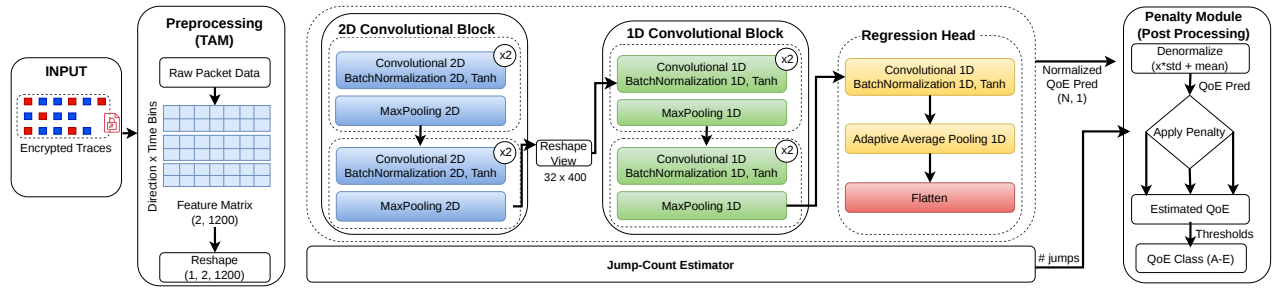 INPUT
Encrypted Traces
Preprocessing
(TAM)
Raw Packet Data
Direction x Time Bins
Feature Matrix
(2, 1200)
Reshape
(1, 2, 1200)
2D Convolutional Block
x2
Convolutional 2D
BatchNormalization 2D, Tanh
MaxPooling 2D
x2
Convolutional 2D
BatchNormalization 2D, Tanh
MaxPooling 2D
Reshape
View
32 x 400
1D Convolutional Block
x2
Convolutional 1D
BatchNormalization 1D, Tanh
MaxPooling 1D
x2
Convolutional 1D
BatchNormalization 1D, Tanh
MaxPooling 1D
Regression Head
Convolutional 1D
BatchNormalization 1D, Tanh
Adaptive Average Pooling 1D
Flatten
Jump-Count Estimator
Normalized
QoE Pred
(N, 1)
# jumps
Penalty Module
(Post Processing)
Denormalize
(x*std + mean)
QoE Pred
Apply Penalty
Estimated QoE
Thresholds
QoE Class (A-E)